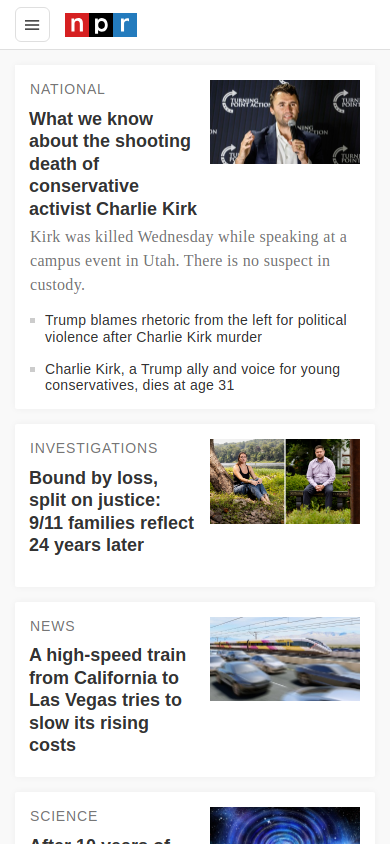 npr
NATIONAL
What we know
about the shooting
death of
conservative
activist Charlie Kirk
TURNING
POINT ACTION
Kirk was killed Wednesday while speaking at a
campus event in Utah. There is no suspect in
custody.
Trump blames rhetoric from the left for political
violence after Charlie Kirk murder
Charlie Kirk, a Trump ally and voice for young
conservatives, dies at age 31
INVESTIGATIONS
Bound by loss,
split on justice:
9/11 families reflect
24 years later
NEWS
A high-speed train
from California to
Las Vegas tries to
slow its rising
costs
SCIENCE
After 10 years of